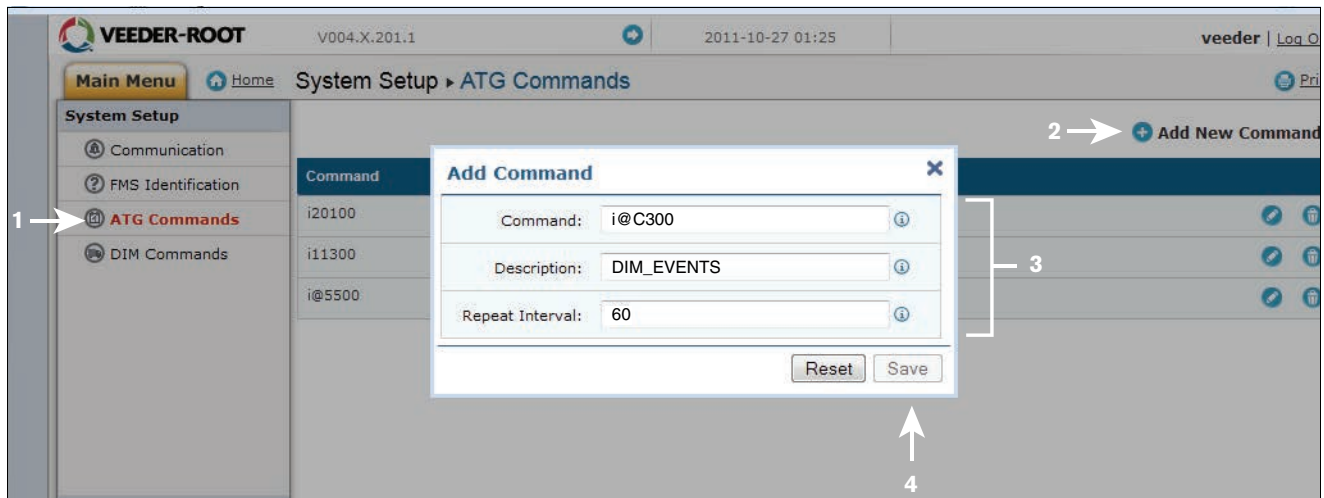 VEEDER-ROOT
V004.X.201.1
2011-10-27 01:25
veeder | Log O
Main Menu
Home
System Setup ▸ ATG Commands
Pri
System Setup
2
Add New Command
Communication
FMS Identification
1
ATG Commands
DIM Commands
Command
i20100
i11300
i@5500
Add Command
Command: i@C300
Description: DIM_EVENTS
Repeat Interval: 60
3
Reset
Save
4